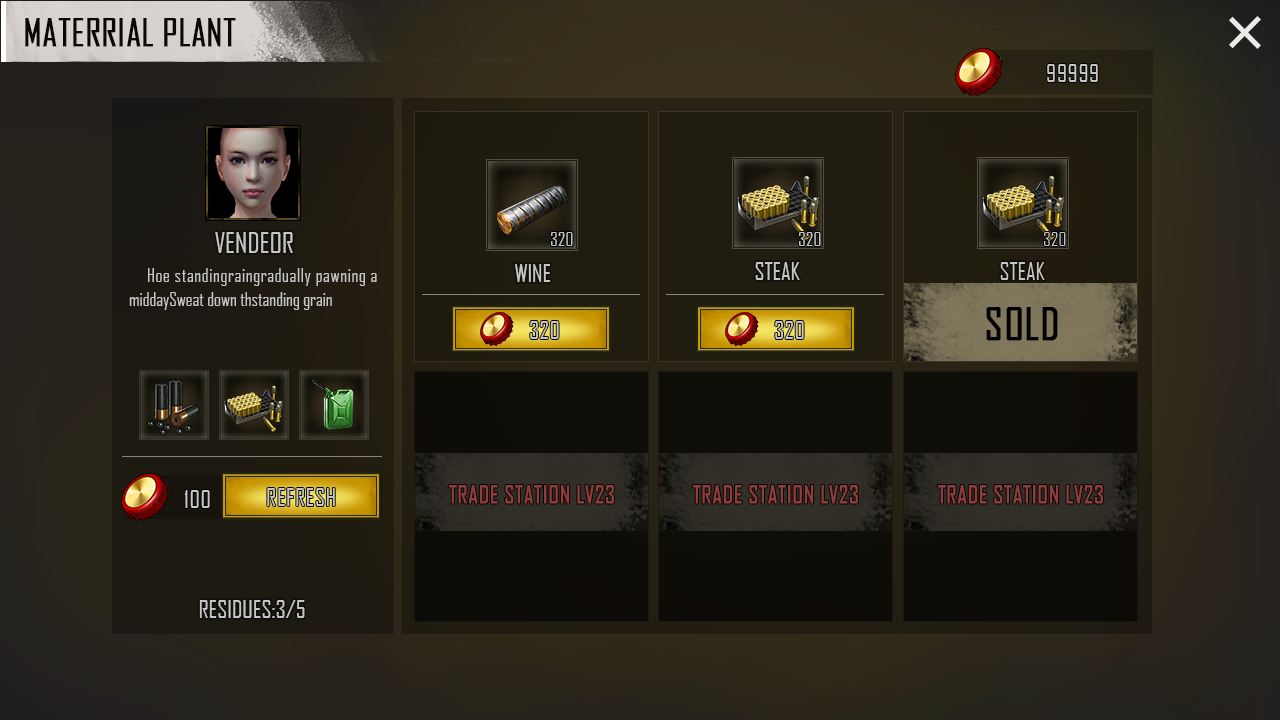 MATERRIAL PLANT
99999
VENDEOR
Hoe standingraingradually pawning a
middaySweat down thstanding grain
100
REFRESH
RESIDUES:3/5
320
WINE
320
320
STEAK
320
320
STEAK
SOLD
TRADE STATION LV23
TRADE STATION LV23
TRADE STATION LV23